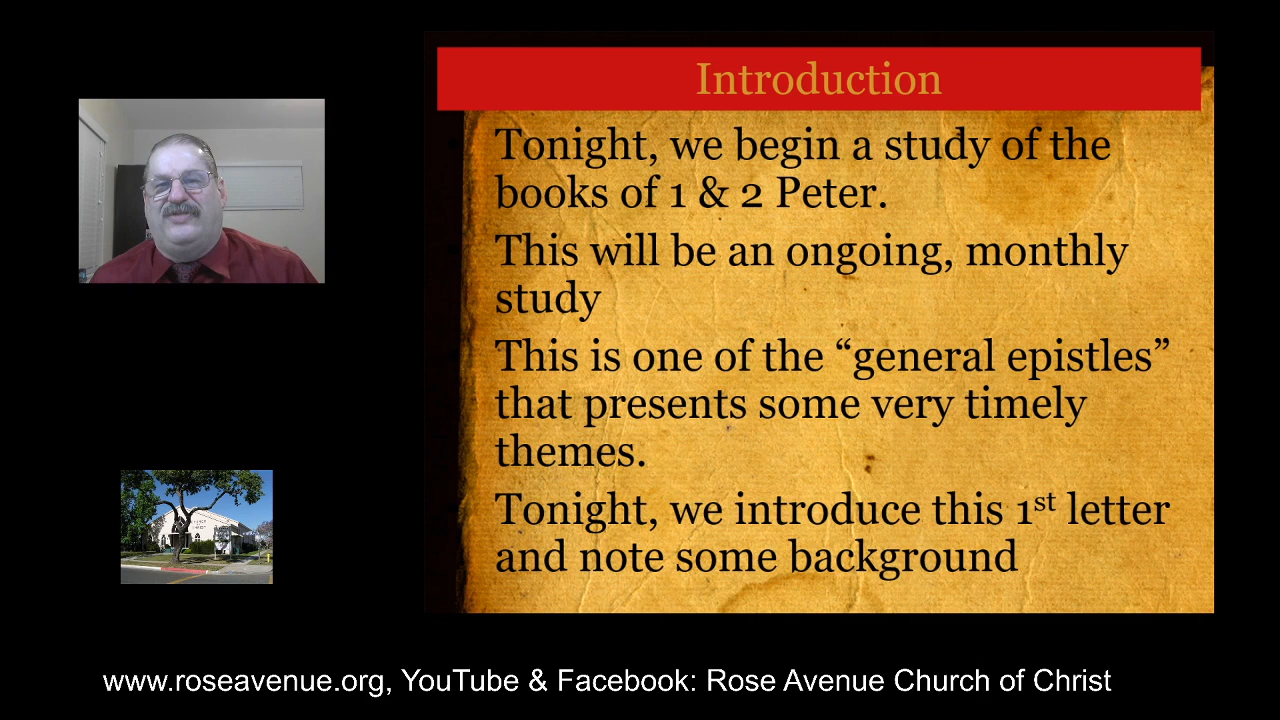 Introduction
Tonight, we begin a study of the
books of 1 & 2 Peter.
This will be an ongoing, monthly
study
This is one of the “general epistles”
that presents some very timely
themes.
Tonight, we introduce this 1st letter
and note some background
www.roseavenue.org, YouTube & Facebook: Rose Avenue Church of Christ